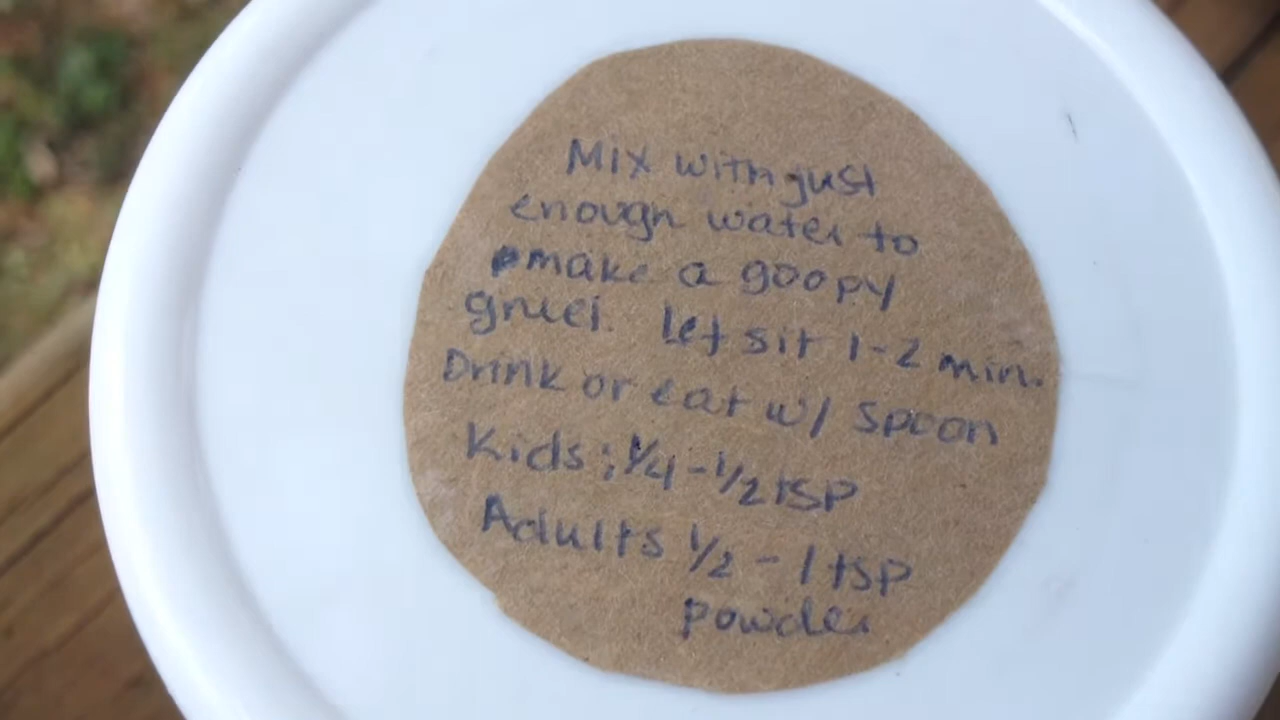 Mix with just
enough water to
make a goopy
gruel. Let sit 1-2 min.
Drink or eat w/ spoon
Kids: 1/4 - 1/2 tsp
Adults 1/2 - 1 tsp
powder